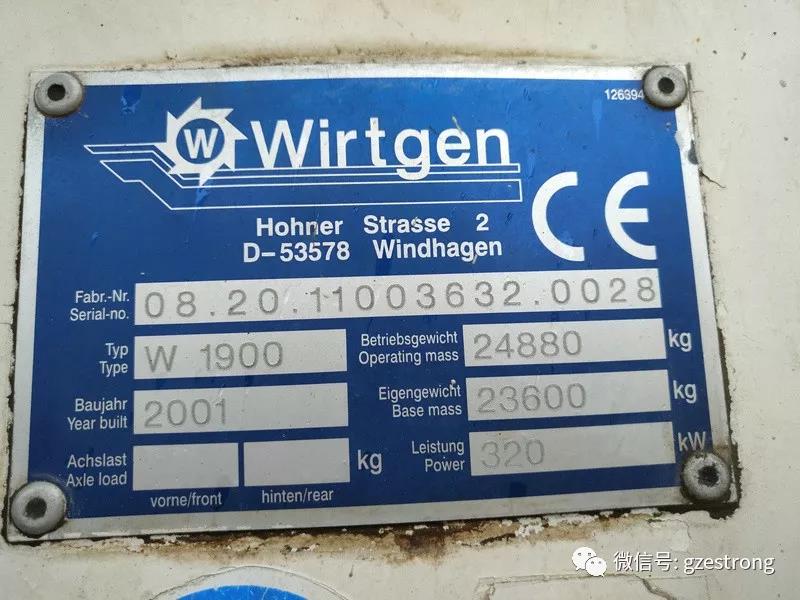 126394
W Wirtgen
CE
Hohner Strasse 2
D-53578 Windhagen
Fabr.-Nr.
Serial-no.
08.20.11003632.0028
Typ
Type
W 1900
Betriebsgewicht
Operating mass
24880 kg
Baujahr
Year built
2001
Eigengewicht
Base mass
23600 kg
Achslast
Axle load
kg
vorne/front hinten/rear
Leistung
Power
320 kW
微信号: gzestrong